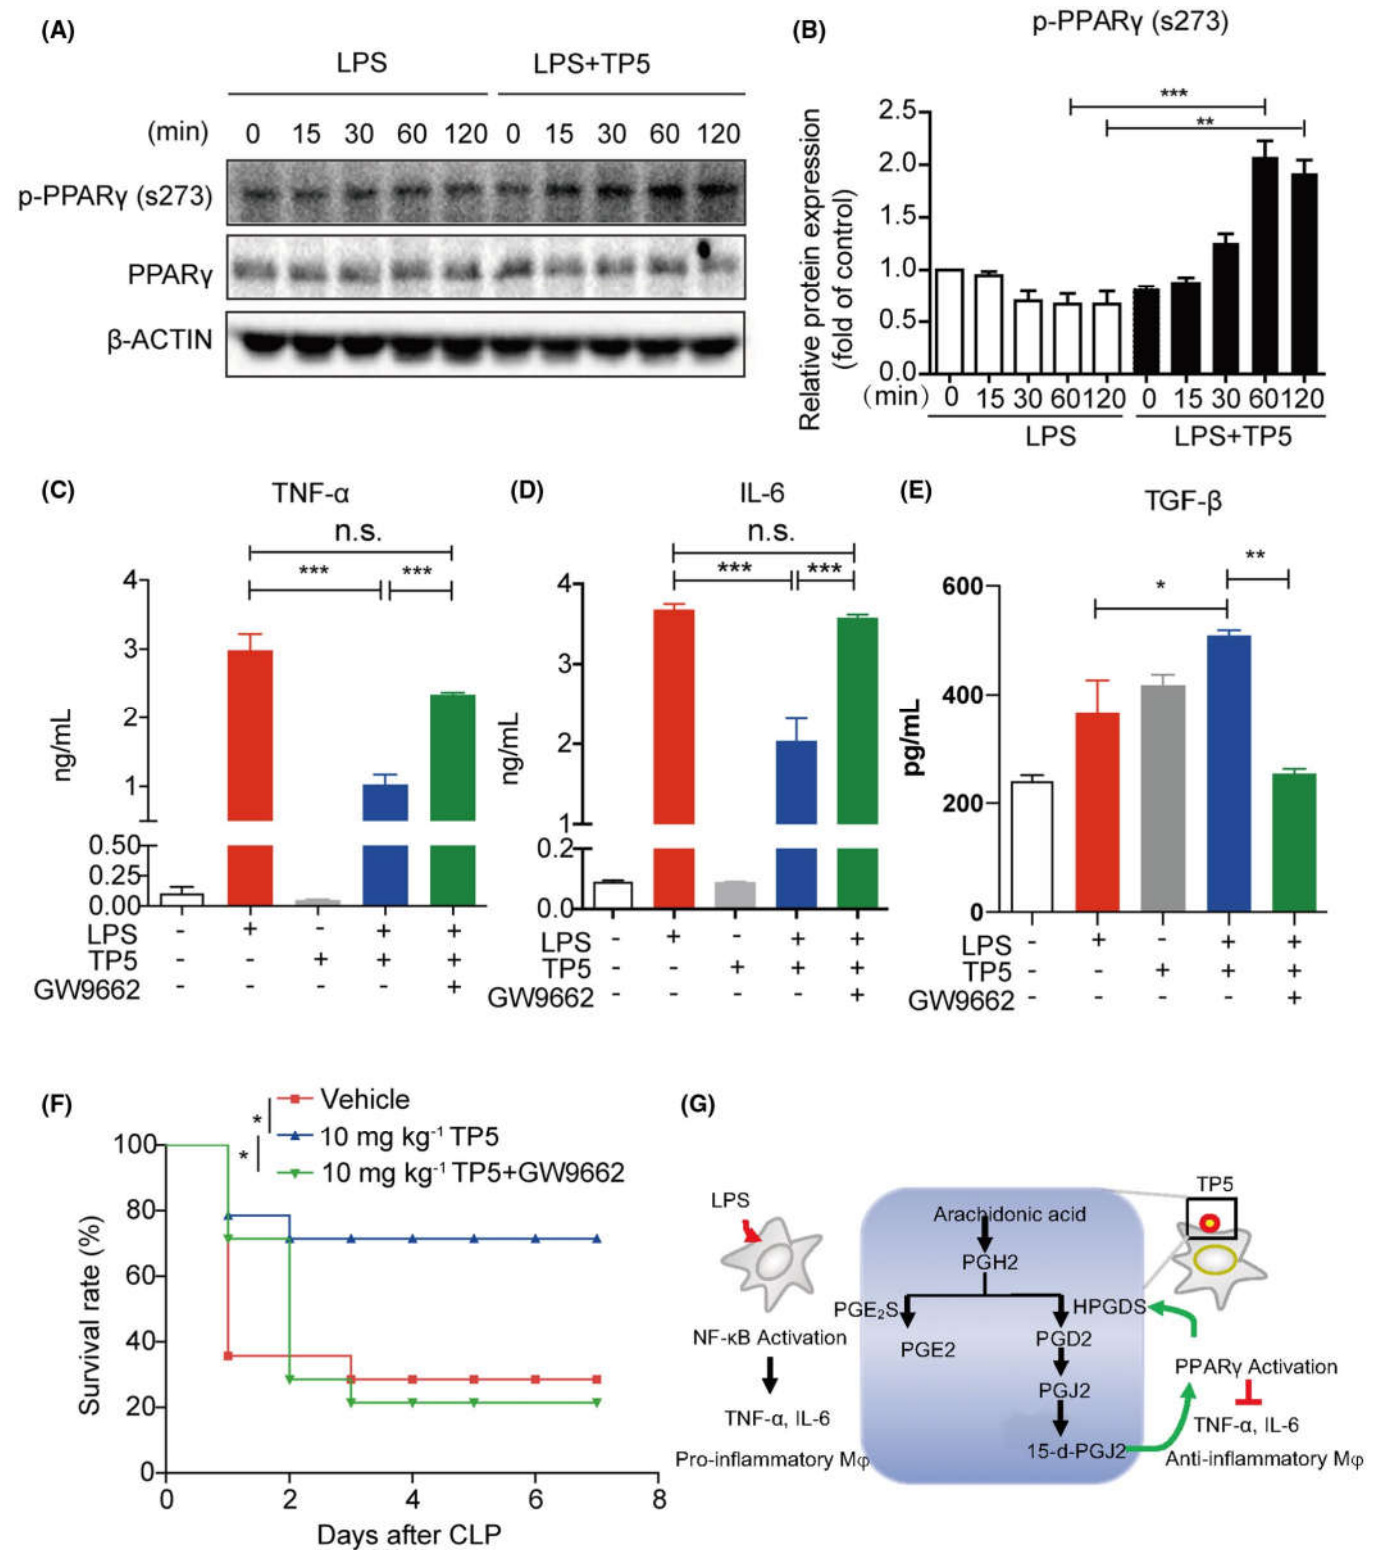 (A)
LPS LPS+TP5
(min) 0 15 30 60 120 0 15 30 60 120
p-PPARγ (s273)
PPARγ
β-ACTIN
(B)
p-PPARγ (s273)
Relative protein expression
(fold of control)
***
**
2.5
2.0
1.5
1.0
0.5
0.0
(min) 0 15 30 60 120 0 15 30 60 120
LPS LPS+TP5
(C)
TNF-α
n.s.
*** ***
ng/mL
4
3
2
1
0.50
0.25
0.00
LPS - + - + +
TP5 - - + + +
GW9662 - - - - +
(D)
IL-6
n.s.
*** ***
ng/mL
4
3
2
1
0.2
0.0
LPS - + - + +
TP5 - - + + +
GW9662 - - - - +
(E)
TGF-β
**
*
pg/mL
600
400
200
0
LPS - + - + +
TP5 - - + + +
GW9662 - - - - +
(F)
Vehicle
*
10 mg kg-1 TP5
*
10 mg kg-1 TP5+GW9662
Survival rate (%)
100
80
60
40
20
0
0 2 4 6 8
Days after CLP
(G)
LPS
NF-κB Activation
TNF-α, IL-6
Pro-inflammatory Mφ
Arachidonic acid
PGH2
PGE2S
PGE2
HPGDS
PGD2
PGJ2
15-d-PGJ2
TP5
PPARγ Activation
TNF-α, IL-6
Anti-inflammatory Mφ